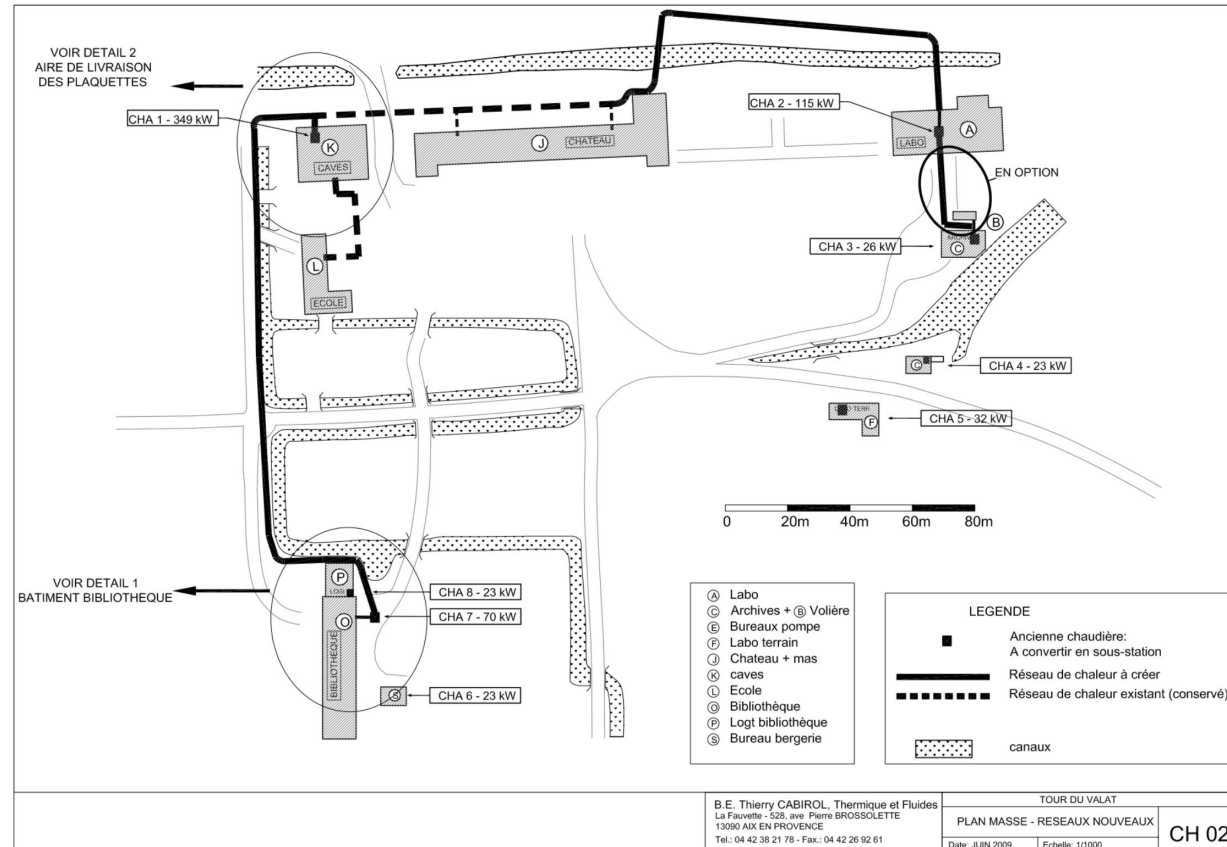 VOIR DETAIL 2
AIRE DE LIVRAISON
DES PLAQUETTES
CHA 1 - 349 kW
K
CAVES
J
CHATEAU
CHA 2 - 115 kW
LABO
A
EN OPTION
B
CHA 3 - 26 kW
C
L
ECOLE
C
CHA 4 - 23 kW
F
CHA 5 - 32 kW
0
20m
40m
60m
80m
VOIR DETAIL 1
BATIMENT BIBLIOTHEQUE
P
O
BIBLIOTHEQUE
CHA 8 - 23 kW
CHA 7 - 70 kW
S
CHA 6 - 23 kW
A Labo
C Archives + B Volière
E Bureaux pompe
F Labo terrain
J Chateau + mas
K caves
L Ecole
O Bibliothèque
P Logt bibliothèque
S Bureau bergerie
LEGENDE
Ancienne chaudière:
A convertir en sous-station
Réseau de chaleur à créer
Réseau de chaleur existant (conservé)
canaux
B.E. Thierry CABIROL, Thermique et Fluides
La Fauvette - 528, ave Pierre BROSSOLETTE
13090 AIX EN PROVENCE
Tel.: 04 42 38 21 78 - Fax.: 04 42 26 92 61
TOUR DU VALAT
PLAN MASSE - RESEAUX NOUVEAUX
CH 02
Date: JUIN 2009
Echelle: 1/1000